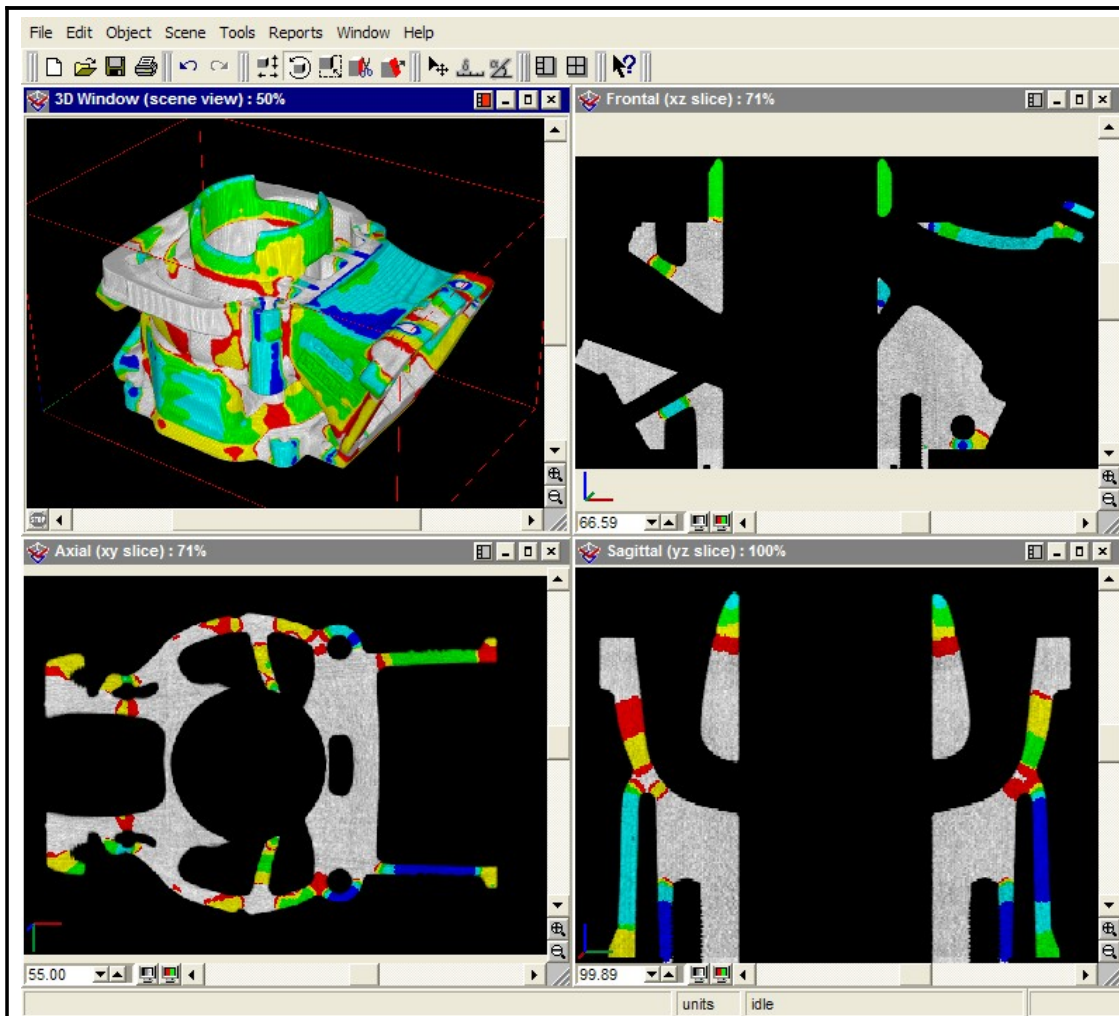 File Edit Object Scene Tools Reports Window Help
3D Window (scene view) : 50%
Frontal (xz slice) : 71%
STOP
66.59
Axial (xy slice) : 71%
Sagittal (yz slice) : 100%
55.00
99.89
units idle